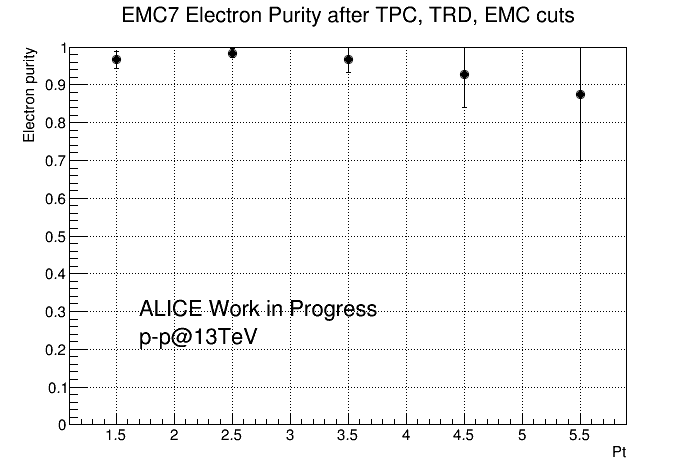 EMC7 Electron Purity after TPC, TRD, EMC cuts
Electron purity
1
0.9
0.8
0.7
0.6
0.5
0.4
0.3
0.2
0.1
0
ALICE Work in Progress
p-p@13TeV
1.5 2 2.5 3 3.5 4 4.5 5 5.5
Pt